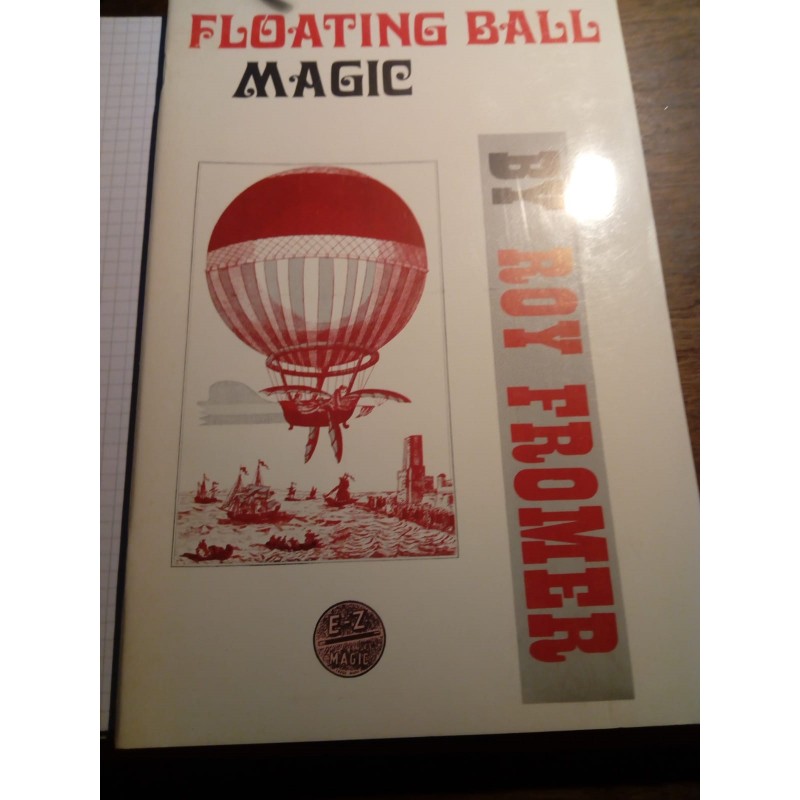 FLOATING BALL
MAGIC
BY ROY FROMER
E-Z
MAGIC